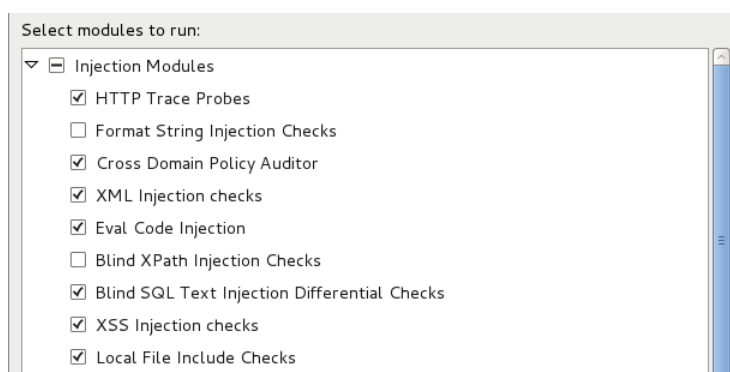 Select modules to run:
Injection Modules
HTTP Trace Probes
Format String Injection Checks
Cross Domain Policy Auditor
XML Injection checks
Eval Code Injection
Blind XPath Injection Checks
Blind SQL Text Injection Differential Checks
XSS Injection checks
Local File Include Checks